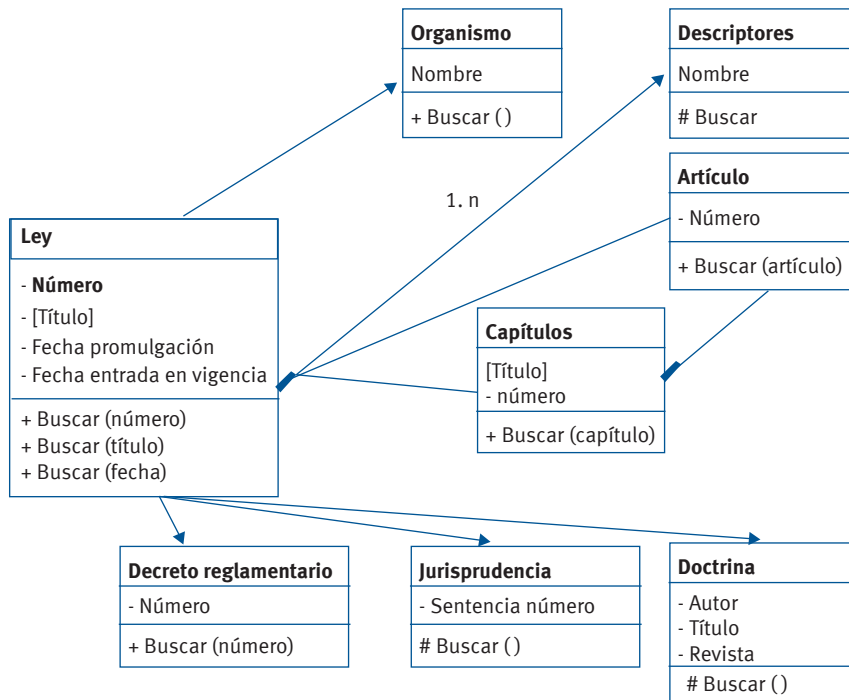 Organismo
Nombre
+ Buscar ( )
Descriptores
Nombre
# Buscar
1. n
Artículo
- Número
+ Buscar (artículo)
Ley
- Número
- [Título]
- Fecha promulgación
- Fecha entrada en vigencia
+ Buscar (número)
+ Buscar (título)
+ Buscar (fecha)
Capítulos
[Título]
- número
+ Buscar (capítulo)
Decreto reglamentario
- Número
+ Buscar (número)
Jurisprudencia
- Sentencia número
# Buscar ( )
Doctrina
- Autor
- Título
- Revista
# Buscar ( )